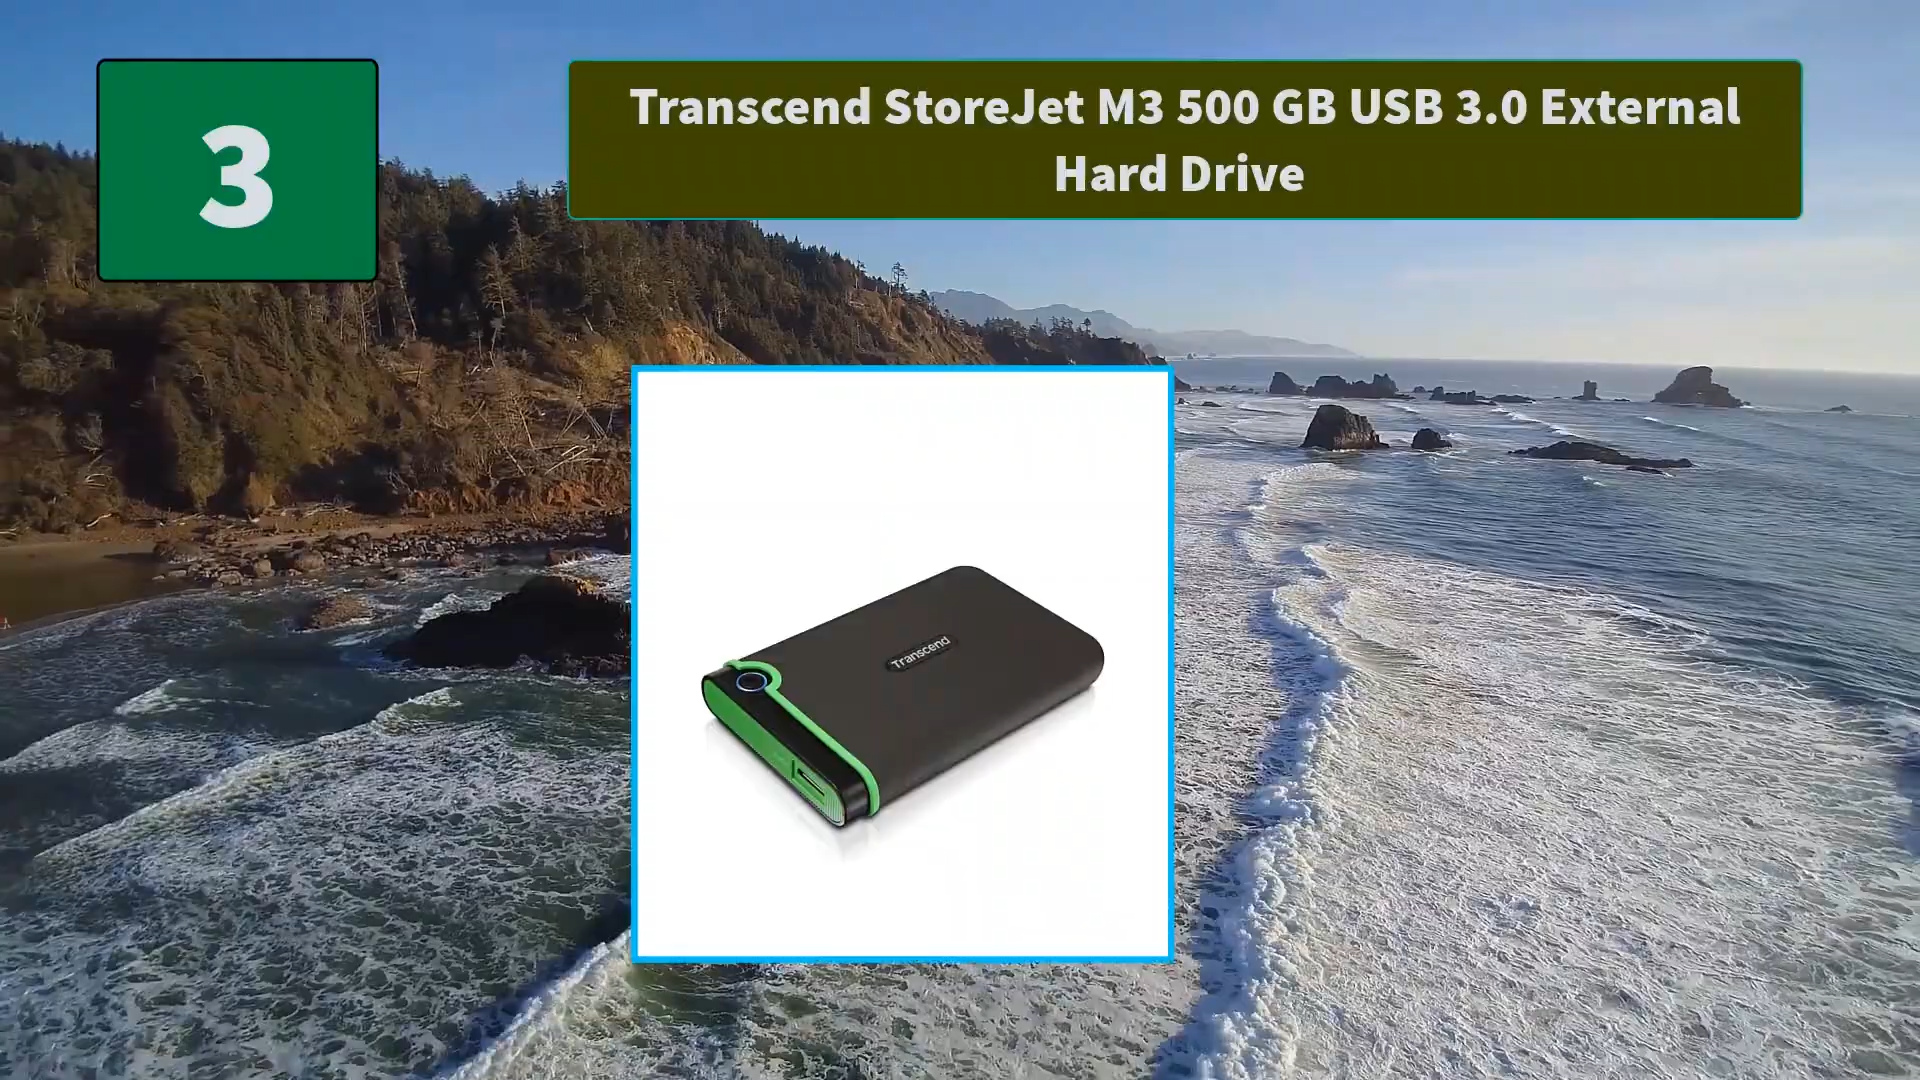 3
Transcend StoreJet M3 500 GB USB 3.0 External
Hard Drive
Transcend